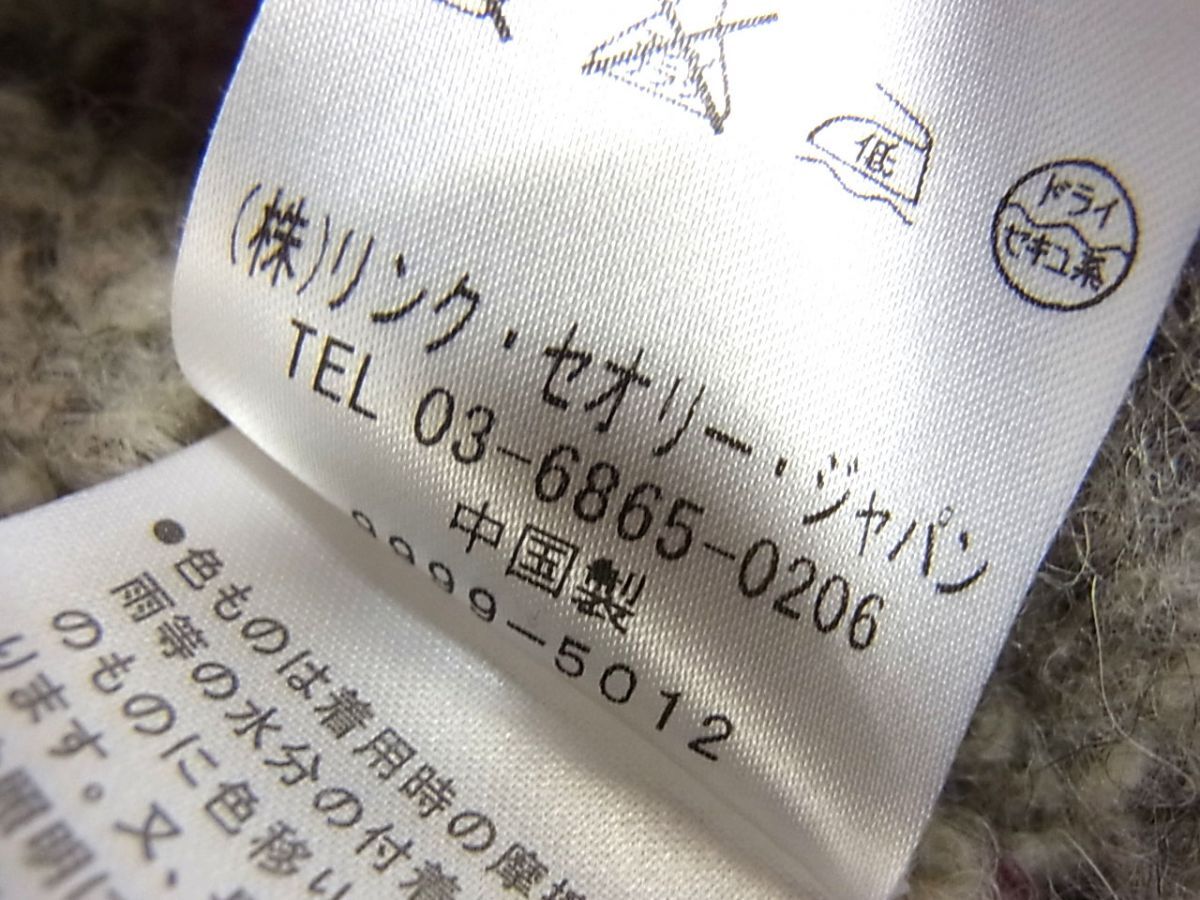 低
ドライ
セキユ系
(株)リンク・セオリー・ジャパン
TEL 03-6865-0206
中国製
9999-5012
●色ものは着用時の摩擦
雨等の水分の付着
のものに色移り
ります。又、
照明に